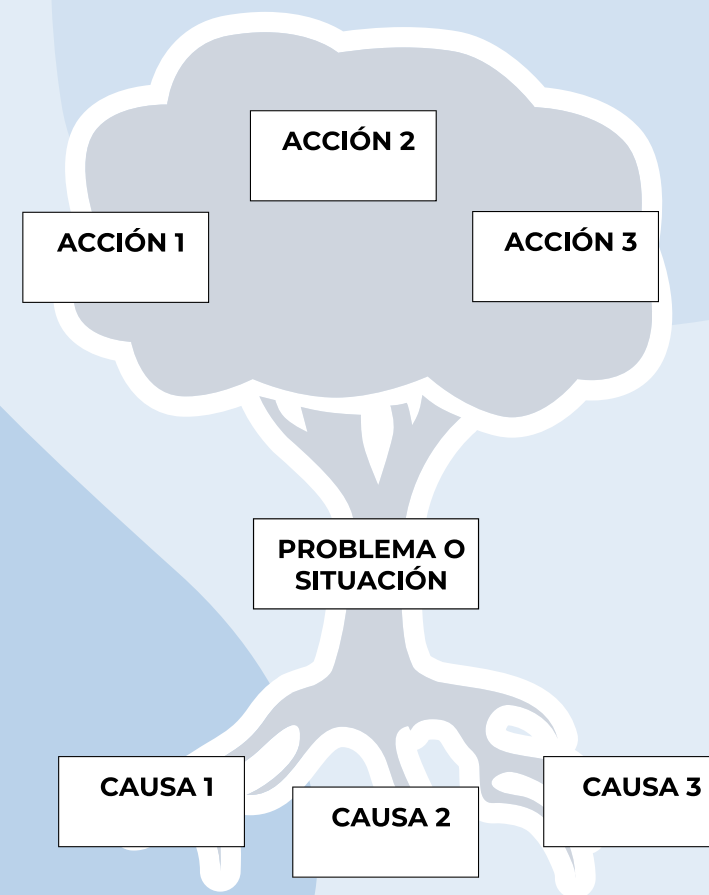 ACCIÓN 2
ACCIÓN 1
ACCIÓN 3
PROBLEMA O
SITUACIÓN
CAUSA 1
CAUSA 2
CAUSA 3